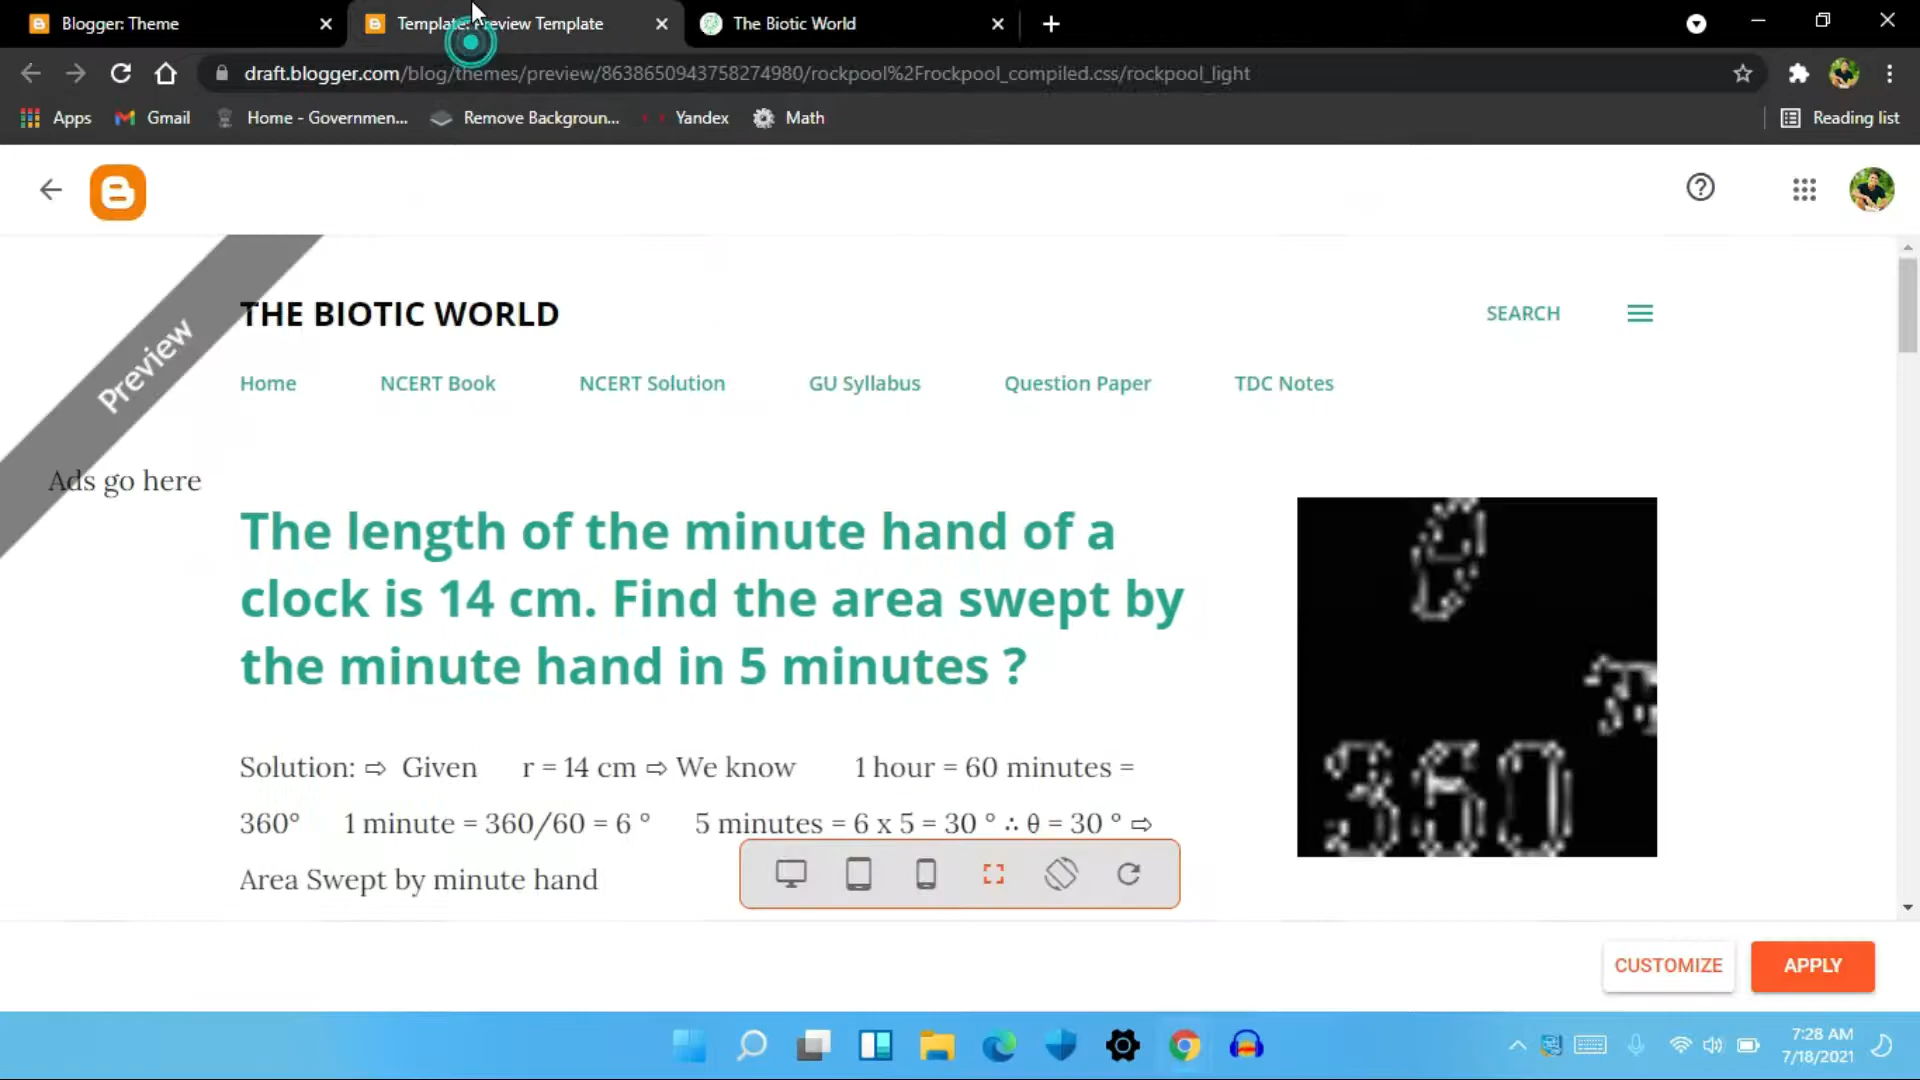 Blogger: Theme
Template: Preview Template
The Biotic World
draft.blogger.com/blog/themes/preview/8638650943758274980/rockpool%2Frockpool_compiled.css/rockpool_light
Apps
Gmail
Home - Governmen...
Remove Backgroun...
Yandex
Math
Reading list
Preview
THE BIOTIC WORLD
SEARCH
Home
NCERT Book
NCERT Solution
GU Syllabus
Question Paper
TDC Notes
Ads go here
The length of the minute hand of a
clock is 14 cm. Find the area swept by
the minute hand in 5 minutes ?
Solution: ⇨ Given r = 14 cm ⇨ We know 1 hour = 60 minutes =
360° 1 minute = 360/60 = 6 ° 5 minutes = 6 x 5 = 30 ° ∴ θ = 30 ° ⇨
Area Swept by minute hand
360
CUSTOMIZE
APPLY
7:28 AM
7/18/2021